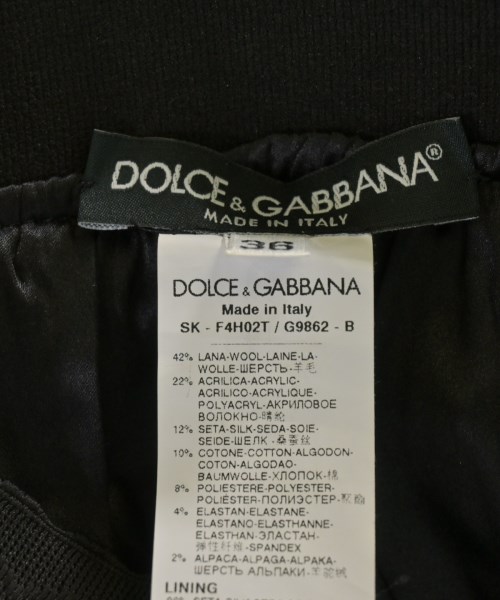 DOLCE & GABBANA®
MADE IN ITALY
36
DOLCE & GABBANA
Made in Italy
SK - F4H02T / G9862 - B
42% LANA-WOOL-LAINE-LA-
WOLLE-ШЕРСТЬ-羊毛
22% ACRILICA-ACRYLIC-
ACRILICO-ACRYLIQUE-
POLYACRYL-АКРИЛОВОЕ
ВОЛОКНО-腈纶
12% SETA-SILK-SEDA-SOIE-
SEIDE-ШЕЛК-桑蚕丝
10% COTONE-COTTON-ALGODON-
COTON-ALGODAO-
BAUMWOLLE-ХЛОПОК-棉
8% POLIESTERE-POLYESTER-
POLIÉSTER-ПОЛИЭСТЕР-聚酯
4% ELASTAN-ELASTANE-
ELASTANO-ELASTHANNE-
ELASTHAN-ЭЛАСТАН-
弹性纤维-SPANDEX
2% ALPACA-ALPAGA-ALPAKA-
ШЕРСТЬ АЛЬПАКИ-羊驼绒
LINING